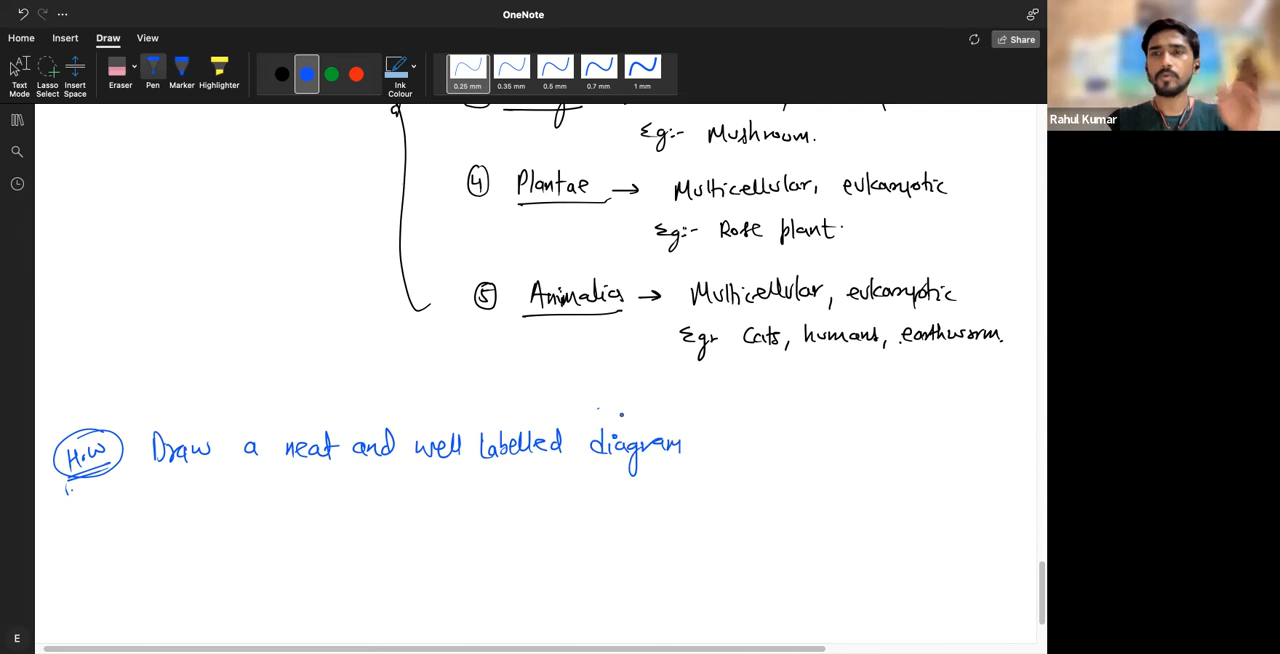 OneNote
Home Insert Draw View
Share
Text Mode
Lasso Select
Insert Space
Eraser
Pen
Marker
Highlighter
Ink Colour
0.25 mm 0.35 mm 0.5 mm 0.7 mm 1 mm
Rahul Kumar
Eg:- Mushroom.
4 Plantae → Multicellular, eukaryotic
Eg:- Rose plant.
5 Animalia → Multicellular, eukaryotic
Eg:- Cats, humans, earthworm.
H.W Draw a neat and well labelled diagram
E